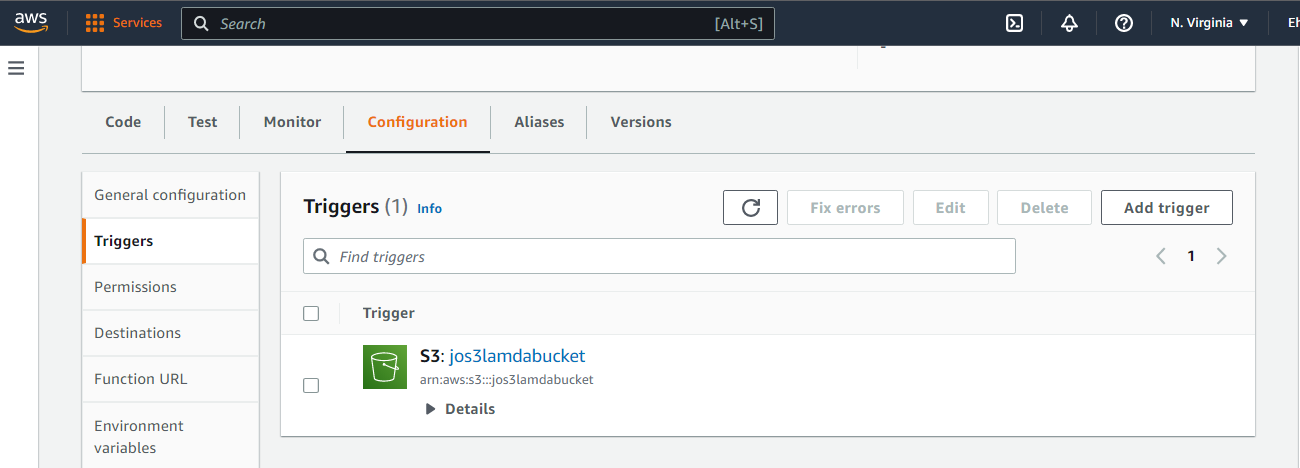 aws Services Search [Alt+S] N. Virginia Eh
Code Test Monitor Configuration Aliases Versions
General configuration
Triggers
Permissions
Destinations
Function URL
Environment
variables
Triggers (1) Info Fix errors Edit Delete Add trigger
Find triggers 1
Trigger
S3: jos3lamdabucket
arn:aws:s3:::jos3lamdabucket
Details